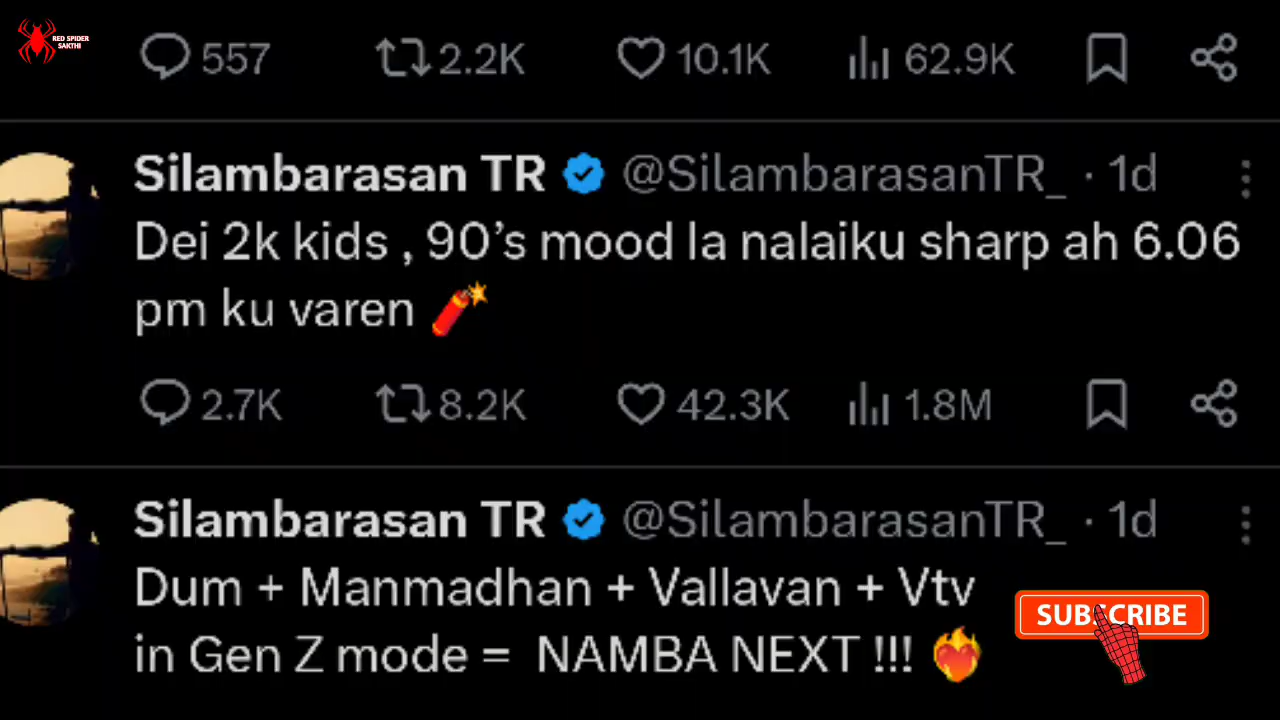 RED SPIDER
SAKTHI
557 2.2K 10.1K 62.9K
Silambarasan TR @SilambarasanTR_ · 1d
Dei 2k kids , 90’s mood la nalaiku sharp ah 6.06
pm ku varen 🧨
2.7K 8.2K 42.3K 1.8M
Silambarasan TR @SilambarasanTR_ · 1d
Dum + Manmadhan + Vallavan + Vtv
in Gen Z mode = NAMBA NEXT !!! ❤️‍🔥
SUBSCRIBE